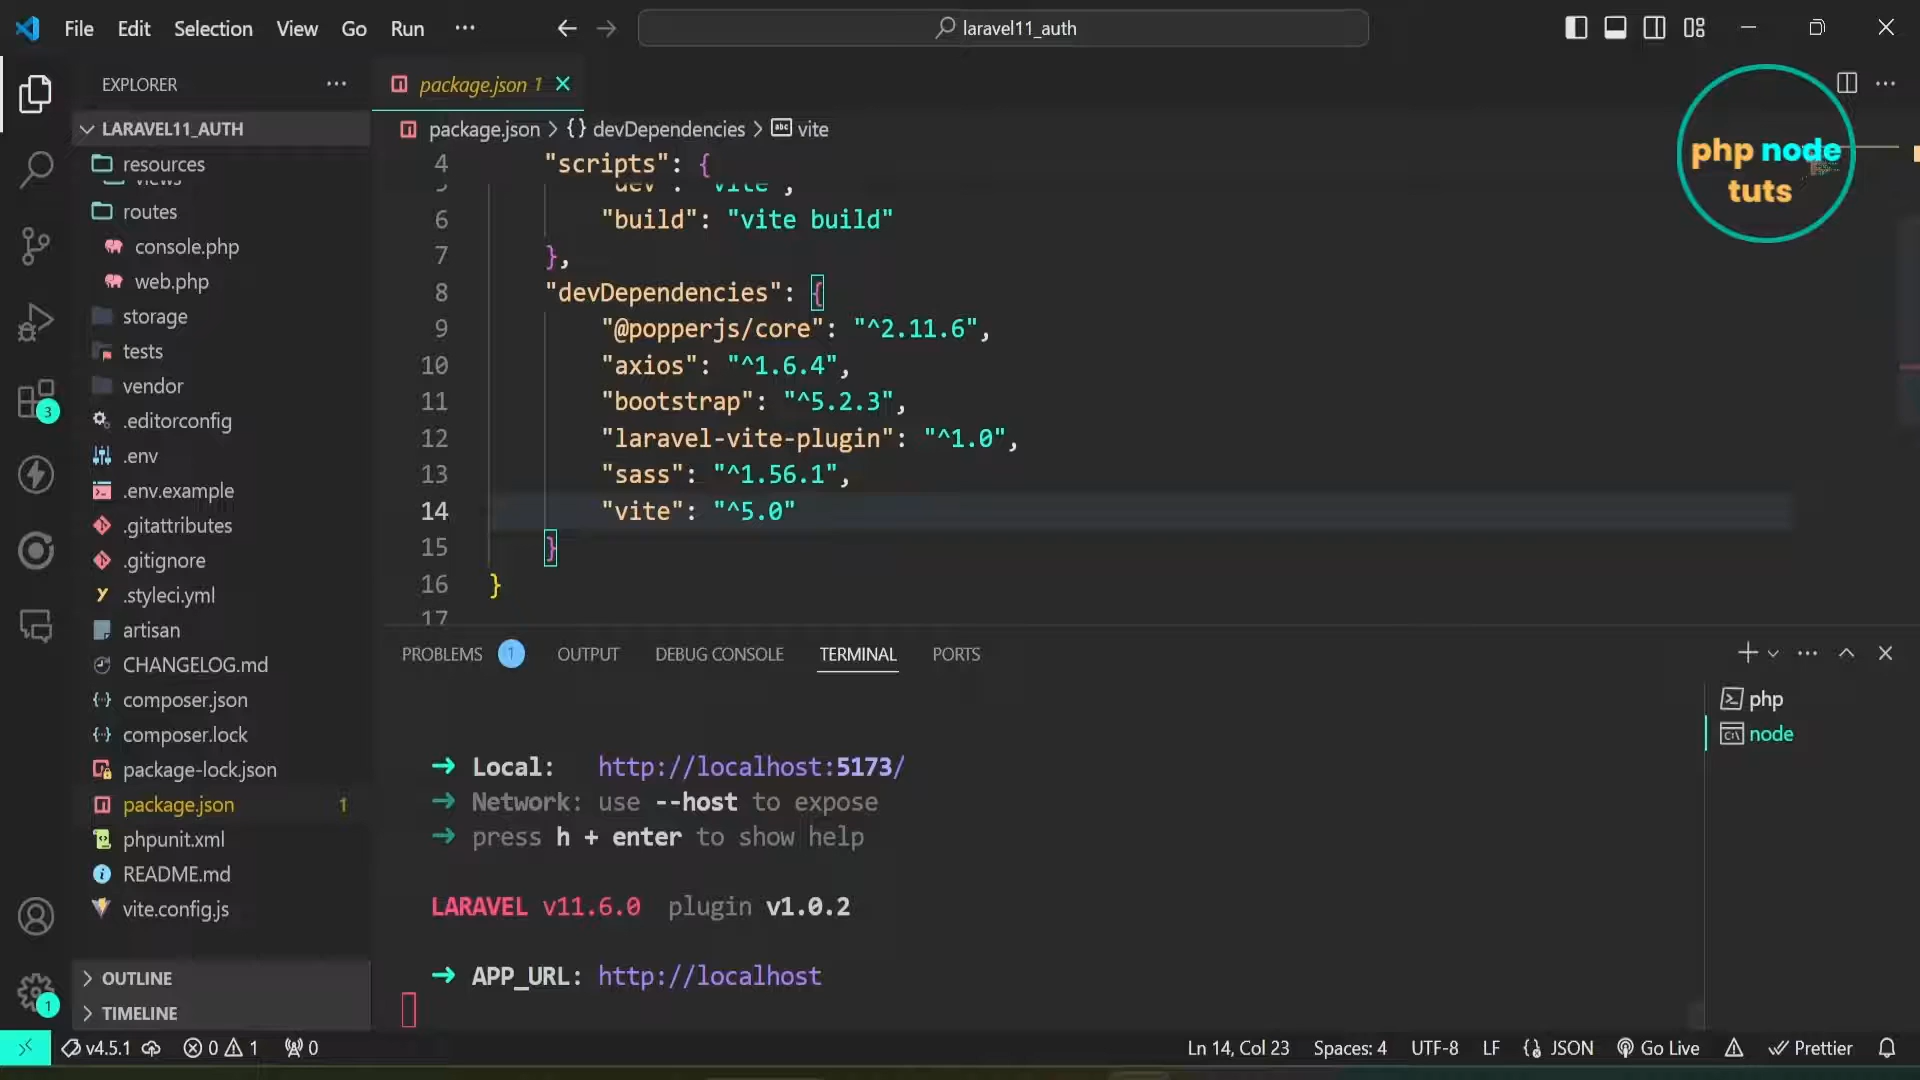 File Edit Selection View Go Run ··· laravel11_auth
EXPLORER ···
LARAVEL11_AUTH
resources
views
routes
console.php
web.php
storage
tests
vendor
.editorconfig
.env
.env.example
.gitattributes
.gitignore
.styleci.yml
artisan
CHANGELOG.md
composer.json
composer.lock
package-lock.json
package.json 1
phpunit.xml
README.md
vite.config.js
OUTLINE
TIMELINE
3
1
package.json 1
package.json > {} devDependencies > abc vite
php node
tuts
4 "scripts": {
5 "dev": "vite",
6 "build": "vite build"
7 },
8 "devDependencies": {
9 "@popperjs/core": "^2.11.6",
10 "axios": "^1.6.4",
11 "bootstrap": "^5.2.3",
12 "laravel-vite-plugin": "^1.0",
13 "sass": "^1.56.1",
14 "vite": "^5.0"
15 }
16 }
17
PROBLEMS 1 OUTPUT DEBUG CONSOLE TERMINAL PORTS
php
node
➜ Local: http://localhost:5173/
➜ Network: use --host to expose
➜ press h + enter to show help
LARAVEL v11.6.0 plugin v1.0.2
➜ APP_URL: http://localhost
v4.5.1 0 1 0 Ln 14, Col 23 Spaces: 4 UTF-8 LF JSON Go Live Prettier